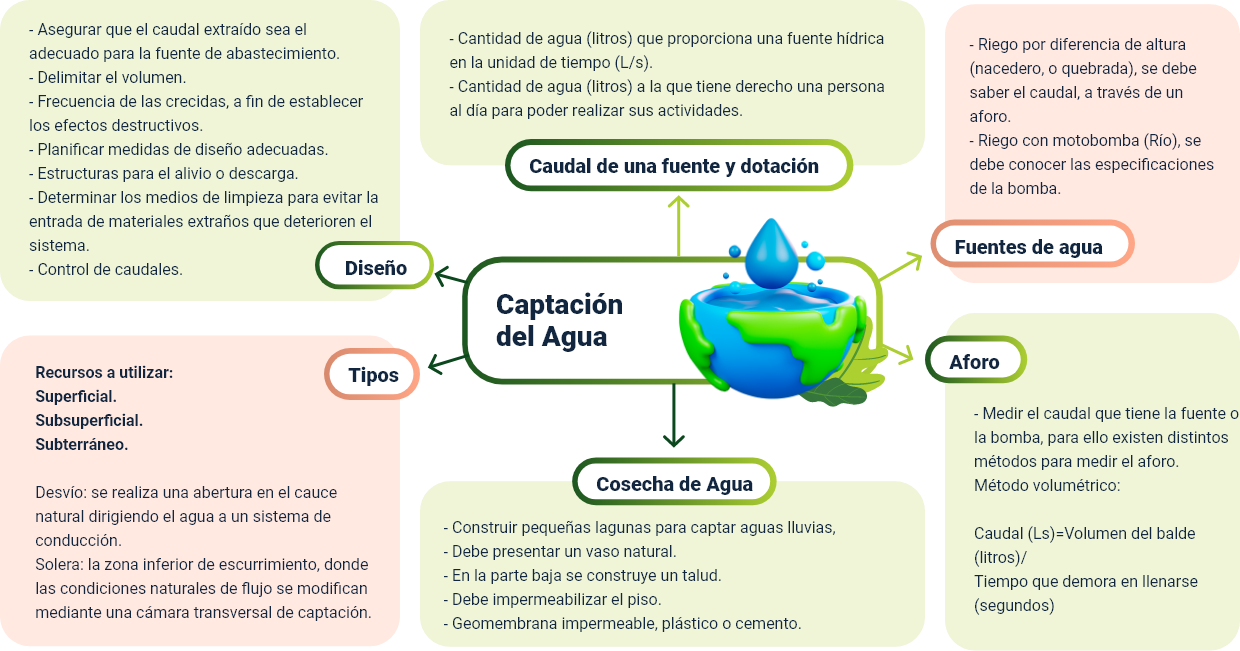 - Asegurar que el caudal extraído sea el
adecuado para la fuente de abastecimiento.
- Delimitar el volumen.
- Frecuencia de las crecidas, a fin de establecer
los efectos destructivos.
- Planificar medidas de diseño adecuadas.
- Estructuras para el alivio o descarga.
- Determinar los medios de limpieza para evitar la
entrada de materiales extraños que deterioren el
sistema.
- Control de caudales.
Diseño
- Cantidad de agua (litros) que proporciona una fuente hídrica
en la unidad de tiempo (L/s).
- Cantidad de agua (litros) a la que tiene derecho una persona
al día para poder realizar sus actividades.
Caudal de una fuente y dotación
- Riego por diferencia de altura
(nacedero, o quebrada), se debe
saber el caudal, a través de un
aforo.
- Riego con motobomba (Río), se
debe conocer las especificaciones
de la bomba.
Fuentes de agua
Captación
del Agua
Tipos
Recursos a utilizar:
Superficial.
Subsuperficial.
Subterráneo.
Desvío: se realiza una abertura en el cauce
natural dirigiendo el agua a un sistema de
conducción.
Solera: la zona inferior de escurrimiento, donde
las condiciones naturales de flujo se modifican
mediante una cámara transversal de captación.
Cosecha de Agua
- Construir pequeñas lagunas para captar aguas lluvias,
- Debe presentar un vaso natural.
- En la parte baja se construye un talud.
- Debe impermeabilizar el piso.
- Geomembrana impermeable, plástico o cemento.
Aforo
- Medir el caudal que tiene la fuente o
la bomba, para ello existen distintos
métodos para medir el aforo.
Método volumétrico:
Caudal (Ls)=Volumen del balde
(litros)/
Tiempo que demora en llenarse
(segundos)